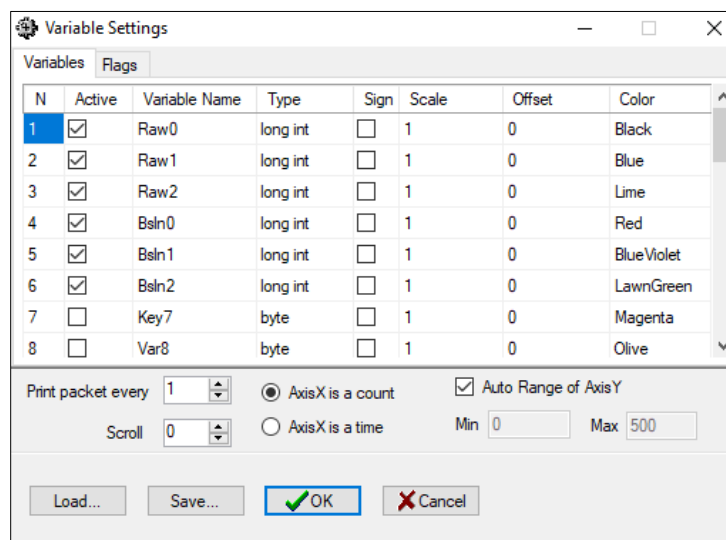 Variable Settings
Variables Flags
N Active Variable Name Type Sign Scale Offset Color
1 Raw0 long int 1 0 Black
2 Raw1 long int 1 0 Blue
3 Raw2 long int 1 0 Lime
4 Bsln0 long int 1 0 Red
5 Bsln1 long int 1 0 BlueViolet
6 Bsln2 long int 1 0 LawnGreen
7 Key7 byte 1 0 Magenta
8 Var8 byte 1 0 Olive
Print packet every 1 AxisX is a count Auto Range of AxisY
Scroll 0 AxisX is a time Min 0 Max 500
Load... Save... OK Cancel